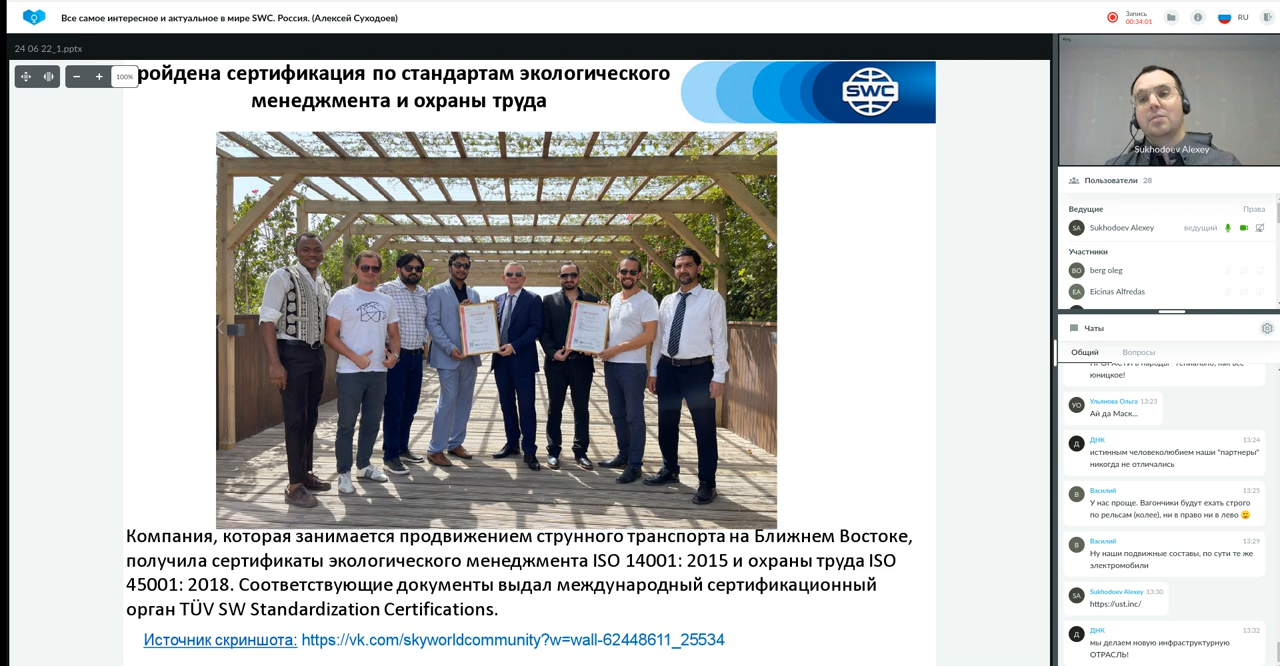 Все самое интересное и актуальное в мире SWC. Россия. (Алексей Суходоев)
Запись
00:34:01
RU
24 06 22_1.pptx
100%
ройдена сертификация по стандартам экологического
менеджмента и охраны труда
SWC
Компания, которая занимается продвижением струнного транспорта на Ближнем Востоке,
получила сертификаты экологического менеджмента ISO 14001: 2015 и охраны труда ISO
45001: 2018. Соответствующие документы выдал международный сертификационный
орган TÜV SW Standardization Certifications.
Источник скриншота: https://vk.com/skyworldcommunity?w=wall-62448611_25534
Sukhodoev Alexey
Пользователи 28
Ведущие Права
SA Sukhodoev Alexey ведущий
Участники
BO berg oleg
EA Eicinas Alfredas
Чаты
Общий Вопросы
юницкое!
УО Ульянова Ольга 13:23
Ай да Маск...
Д ДНК 13:24
истинным человеколюбием наши "партнеры"
никогда не отличались
В Василий 13:25
У нас проще. Вагончики будут ехать строго
по рельсам (колее), ни в право ни в лево 🙂
В Василий 13:29
Ну наши подвижные составы, по сути те же
электромобили
SA Sukhodoev Alexey 13:30
https://ust.inc/
Д ДНК 13:32
мы делаем новую инфраструктурную
ОТРАСЛЬ!